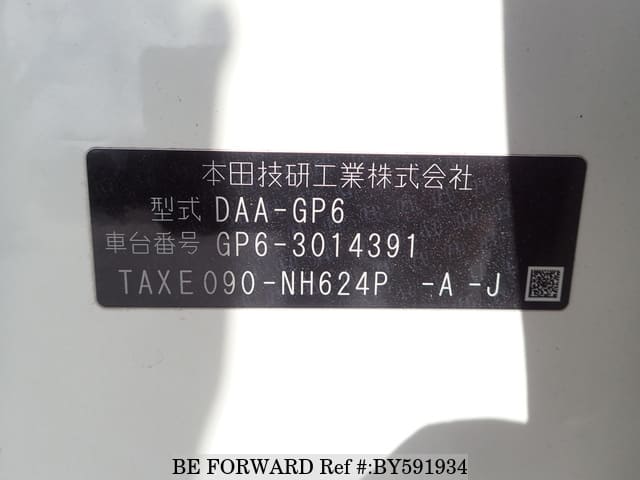 本田技研工業株式会社
型式 DAA-GP6
車台番号 GP6-3014391
TAXE090-NH624P -A-J
BE FORWARD Ref #:BY591934